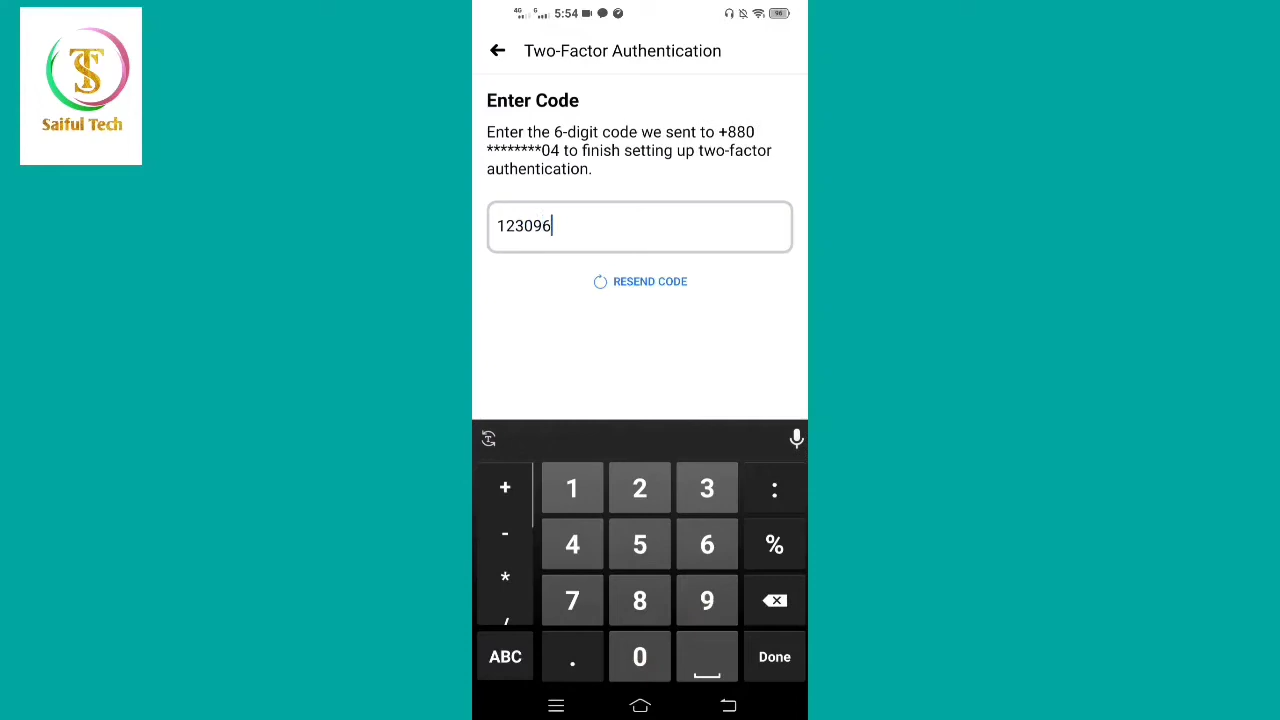 Saiful Tech
4G G 5:54 96
Two-Factor Authentication
Enter Code
Enter the 6-digit code we sent to +880
********04 to finish setting up two-factor
authentication.
123096
RESEND CODE
+ 1 2 3 :
- 4 5 6 %
* 7 8 9
/
ABC . 0 Done